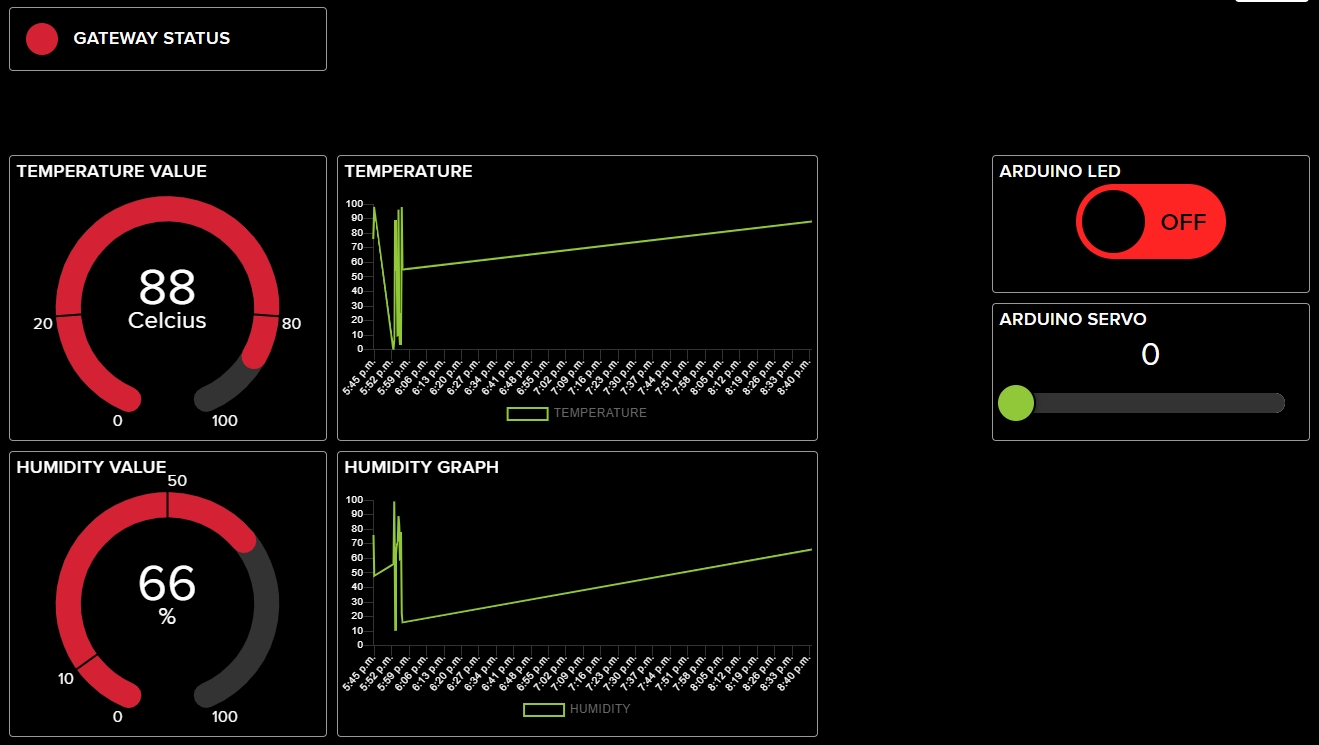 GATEWAY STATUS
TEMPERATURE VALUE
88
Celcius
20
80
0
100
TEMPERATURE
100
90
80
70
60
50
40
30
20
10
0
5:45 p.m.
5:52 p.m.
5:59 p.m.
6:06 p.m.
6:13 p.m.
6:20 p.m.
6:27 p.m.
6:34 p.m.
6:41 p.m.
6:48 p.m.
6:55 p.m.
7:02 p.m.
7:09 p.m.
7:16 p.m.
7:23 p.m.
7:30 p.m.
7:37 p.m.
7:44 p.m.
7:51 p.m.
7:58 p.m.
8:05 p.m.
8:12 p.m.
8:19 p.m.
8:26 p.m.
8:33 p.m.
8:40 p.m.
TEMPERATURE
ARDUINO LED
OFF
ARDUINO SERVO
0
HUMIDITY VALUE
50
66
%
10
0
100
HUMIDITY GRAPH
100
90
80
70
60
50
40
30
20
10
0
5:45 p.m.
5:52 p.m.
5:59 p.m.
6:06 p.m.
6:13 p.m.
6:20 p.m.
6:27 p.m.
6:34 p.m.
6:41 p.m.
6:48 p.m.
6:55 p.m.
7:02 p.m.
7:09 p.m.
7:16 p.m.
7:23 p.m.
7:30 p.m.
7:37 p.m.
7:44 p.m.
7:51 p.m.
7:58 p.m.
8:05 p.m.
8:12 p.m.
8:19 p.m.
8:26 p.m.
8:33 p.m.
8:40 p.m.
HUMIDITY